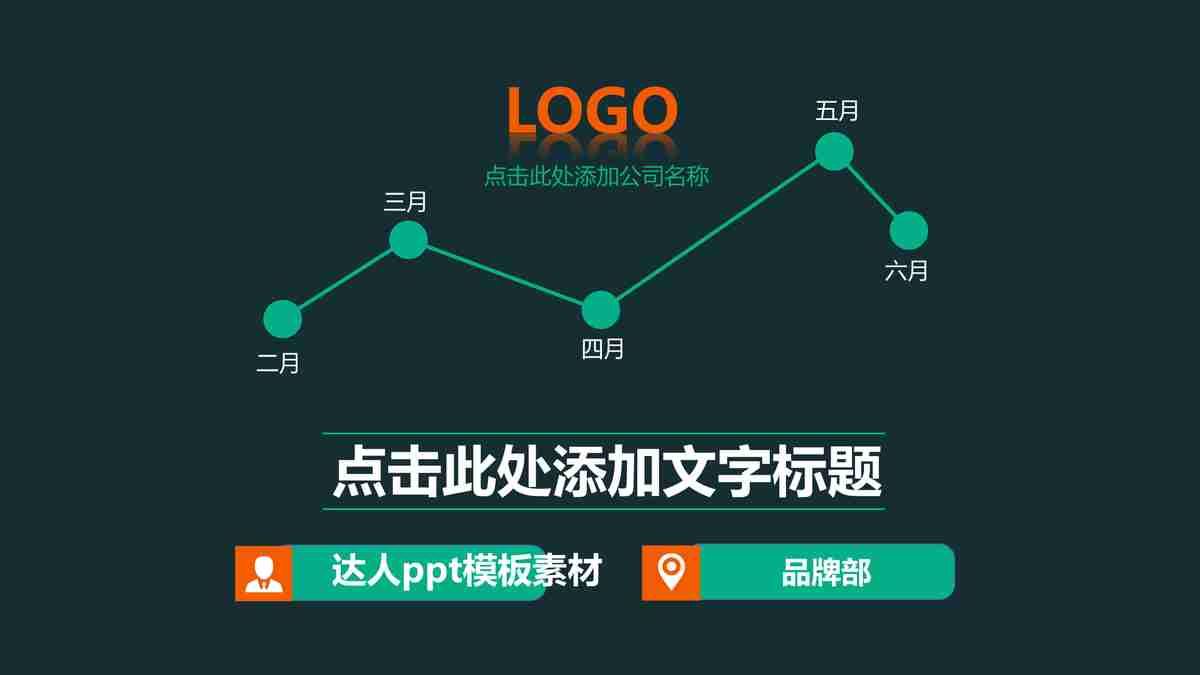 LOGO
点击此处添加公司名称
五月
三月
六月
四月
二月
点击此处添加文字标题
达人ppt模板素材
品牌部